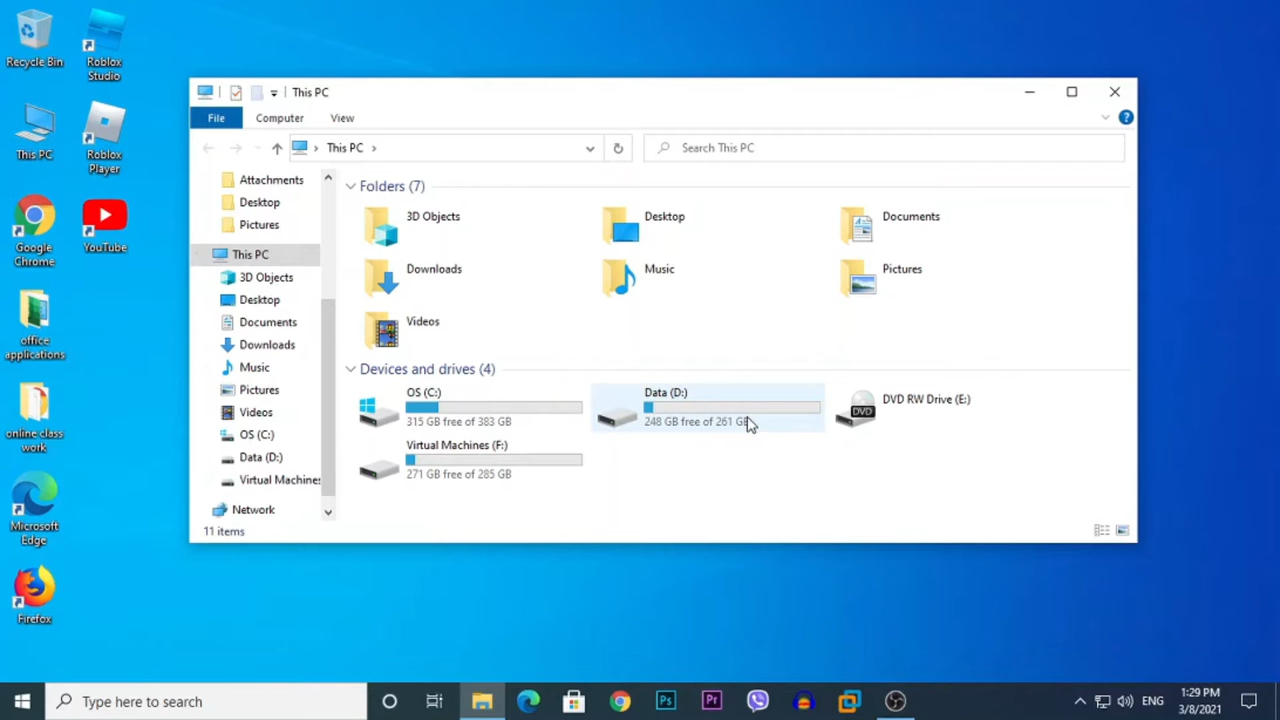 Recycle Bin
Roblox
Studio
This PC
Roblox
Player
Google
Chrome
YouTube
office
applications
online class
work
Microsoft
Edge
Firefox
This PC
File
Computer
View
This PC
Search This PC
Attachments
Desktop
Pictures
This PC
3D Objects
Desktop
Documents
Downloads
Music
Pictures
Videos
OS (C:)
Data (D:)
Virtual Machines
Network
Folders (7)
3D Objects
Desktop
Documents
Downloads
Music
Pictures
Videos
Devices and drives (4)
OS (C:)
315 GB free of 383 GB
Data (D:)
248 GB free of 261 GB
DVD
DVD RW Drive (E:)
Virtual Machines (F:)
271 GB free of 285 GB
11 items
Type here to search
Ps
Pr
ENG
1:29 PM
3/8/2021